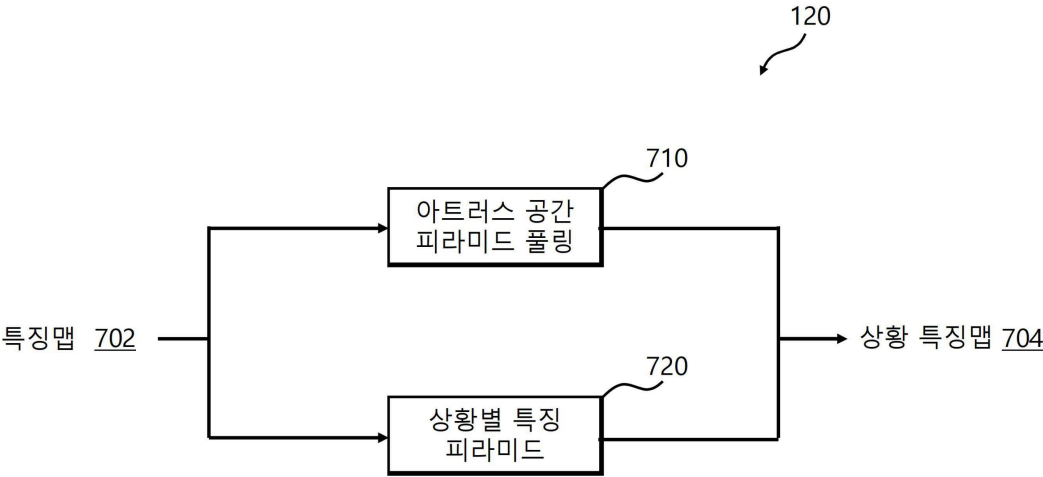 120
710
아트러스 공간
피라미드 풀링
특징맵 702
상황 특징맵 704
720
상황별 특징
피라미드